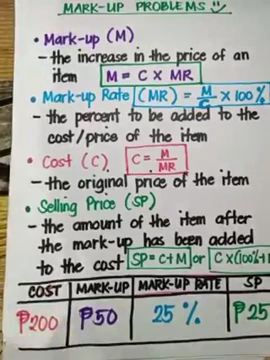 MARK-UP PROBLEMS
• Mark-up (M)
– the increase in the price of an
item M = C × MR
• Mark-up Rate (MR) = M/C × 100%
– the percent to be added to the
cost/price of the item
• Cost (C) C = M/MR
– the original price of the item
• Selling Price (SP)
– the amount of the item after
the mark-up has been added
to the cost SP = C + M or C × (100% +
COST MARK-UP MARK-UP RATE SP
₱200 ₱50 25% ₱25